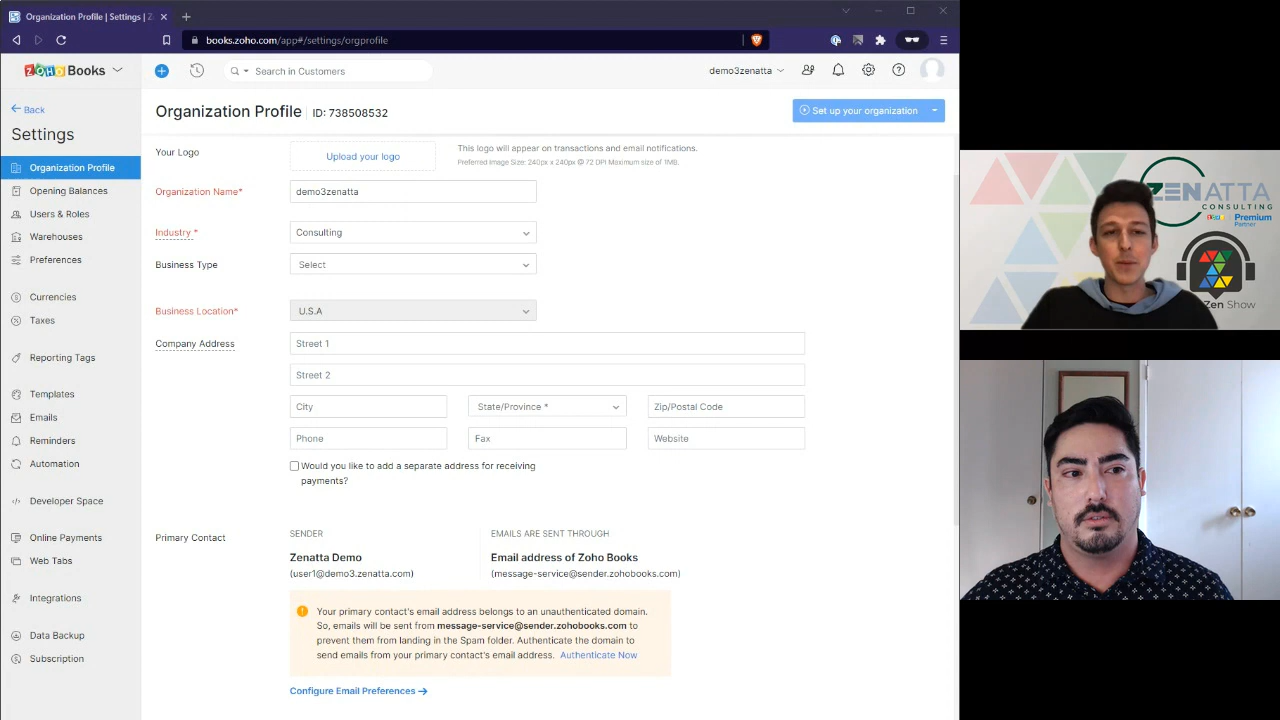 Organization Profile | Settings | Z
books.zoho.com/app#/settings/orgprofile
ZOHO Books
Search in Customers
demo3zenatta
Back
Settings
Organization Profile
Opening Balances
Users & Roles
Warehouses
Preferences
Currencies
Taxes
Reporting Tags
Templates
Emails
Reminders
Automation
Developer Space
Online Payments
Web Tabs
Integrations
Data Backup
Subscription
Organization Profile ID: 738508532
Set up your organization
Your Logo
Upload your logo
This logo will appear on transactions and email notifications.
Preferred Image Size: 240px x 240px @ 72 DPI Maximum size of 1MB.
Organization Name*
demo3zenatta
Industry *
Consulting
Business Type
Select
Business Location*
U.S.A
Company Address
Street 1
Street 2
City
State/Province *
Zip/Postal Code
Phone
Fax
Website
Would you like to add a separate address for receiving
payments?
Primary Contact
SENDER
Zenatta Demo
(user1@demo3.zenatta.com)
EMAILS ARE SENT THROUGH
Email address of Zoho Books
(message-service@sender.zohobooks.com)
Your primary contact's email address belongs to an unauthenticated domain.
So, emails will be sent from message-service@sender.zohobooks.com to
prevent them from landing in the Spam folder. Authenticate the domain to
send emails from your primary contact's email address. Authenticate Now
Configure Email Preferences
ZENATTA
CONSULTING
Premium
Partner
Zen Show